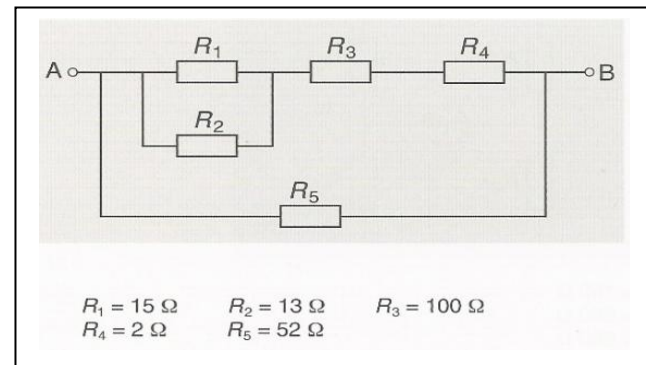 R₁ R₃ R₄
A B
R₂
R₅
R₁ = 15 Ω R₂ = 13 Ω R₃ = 100 Ω
R₄ = 2 Ω R₅ = 52 Ω